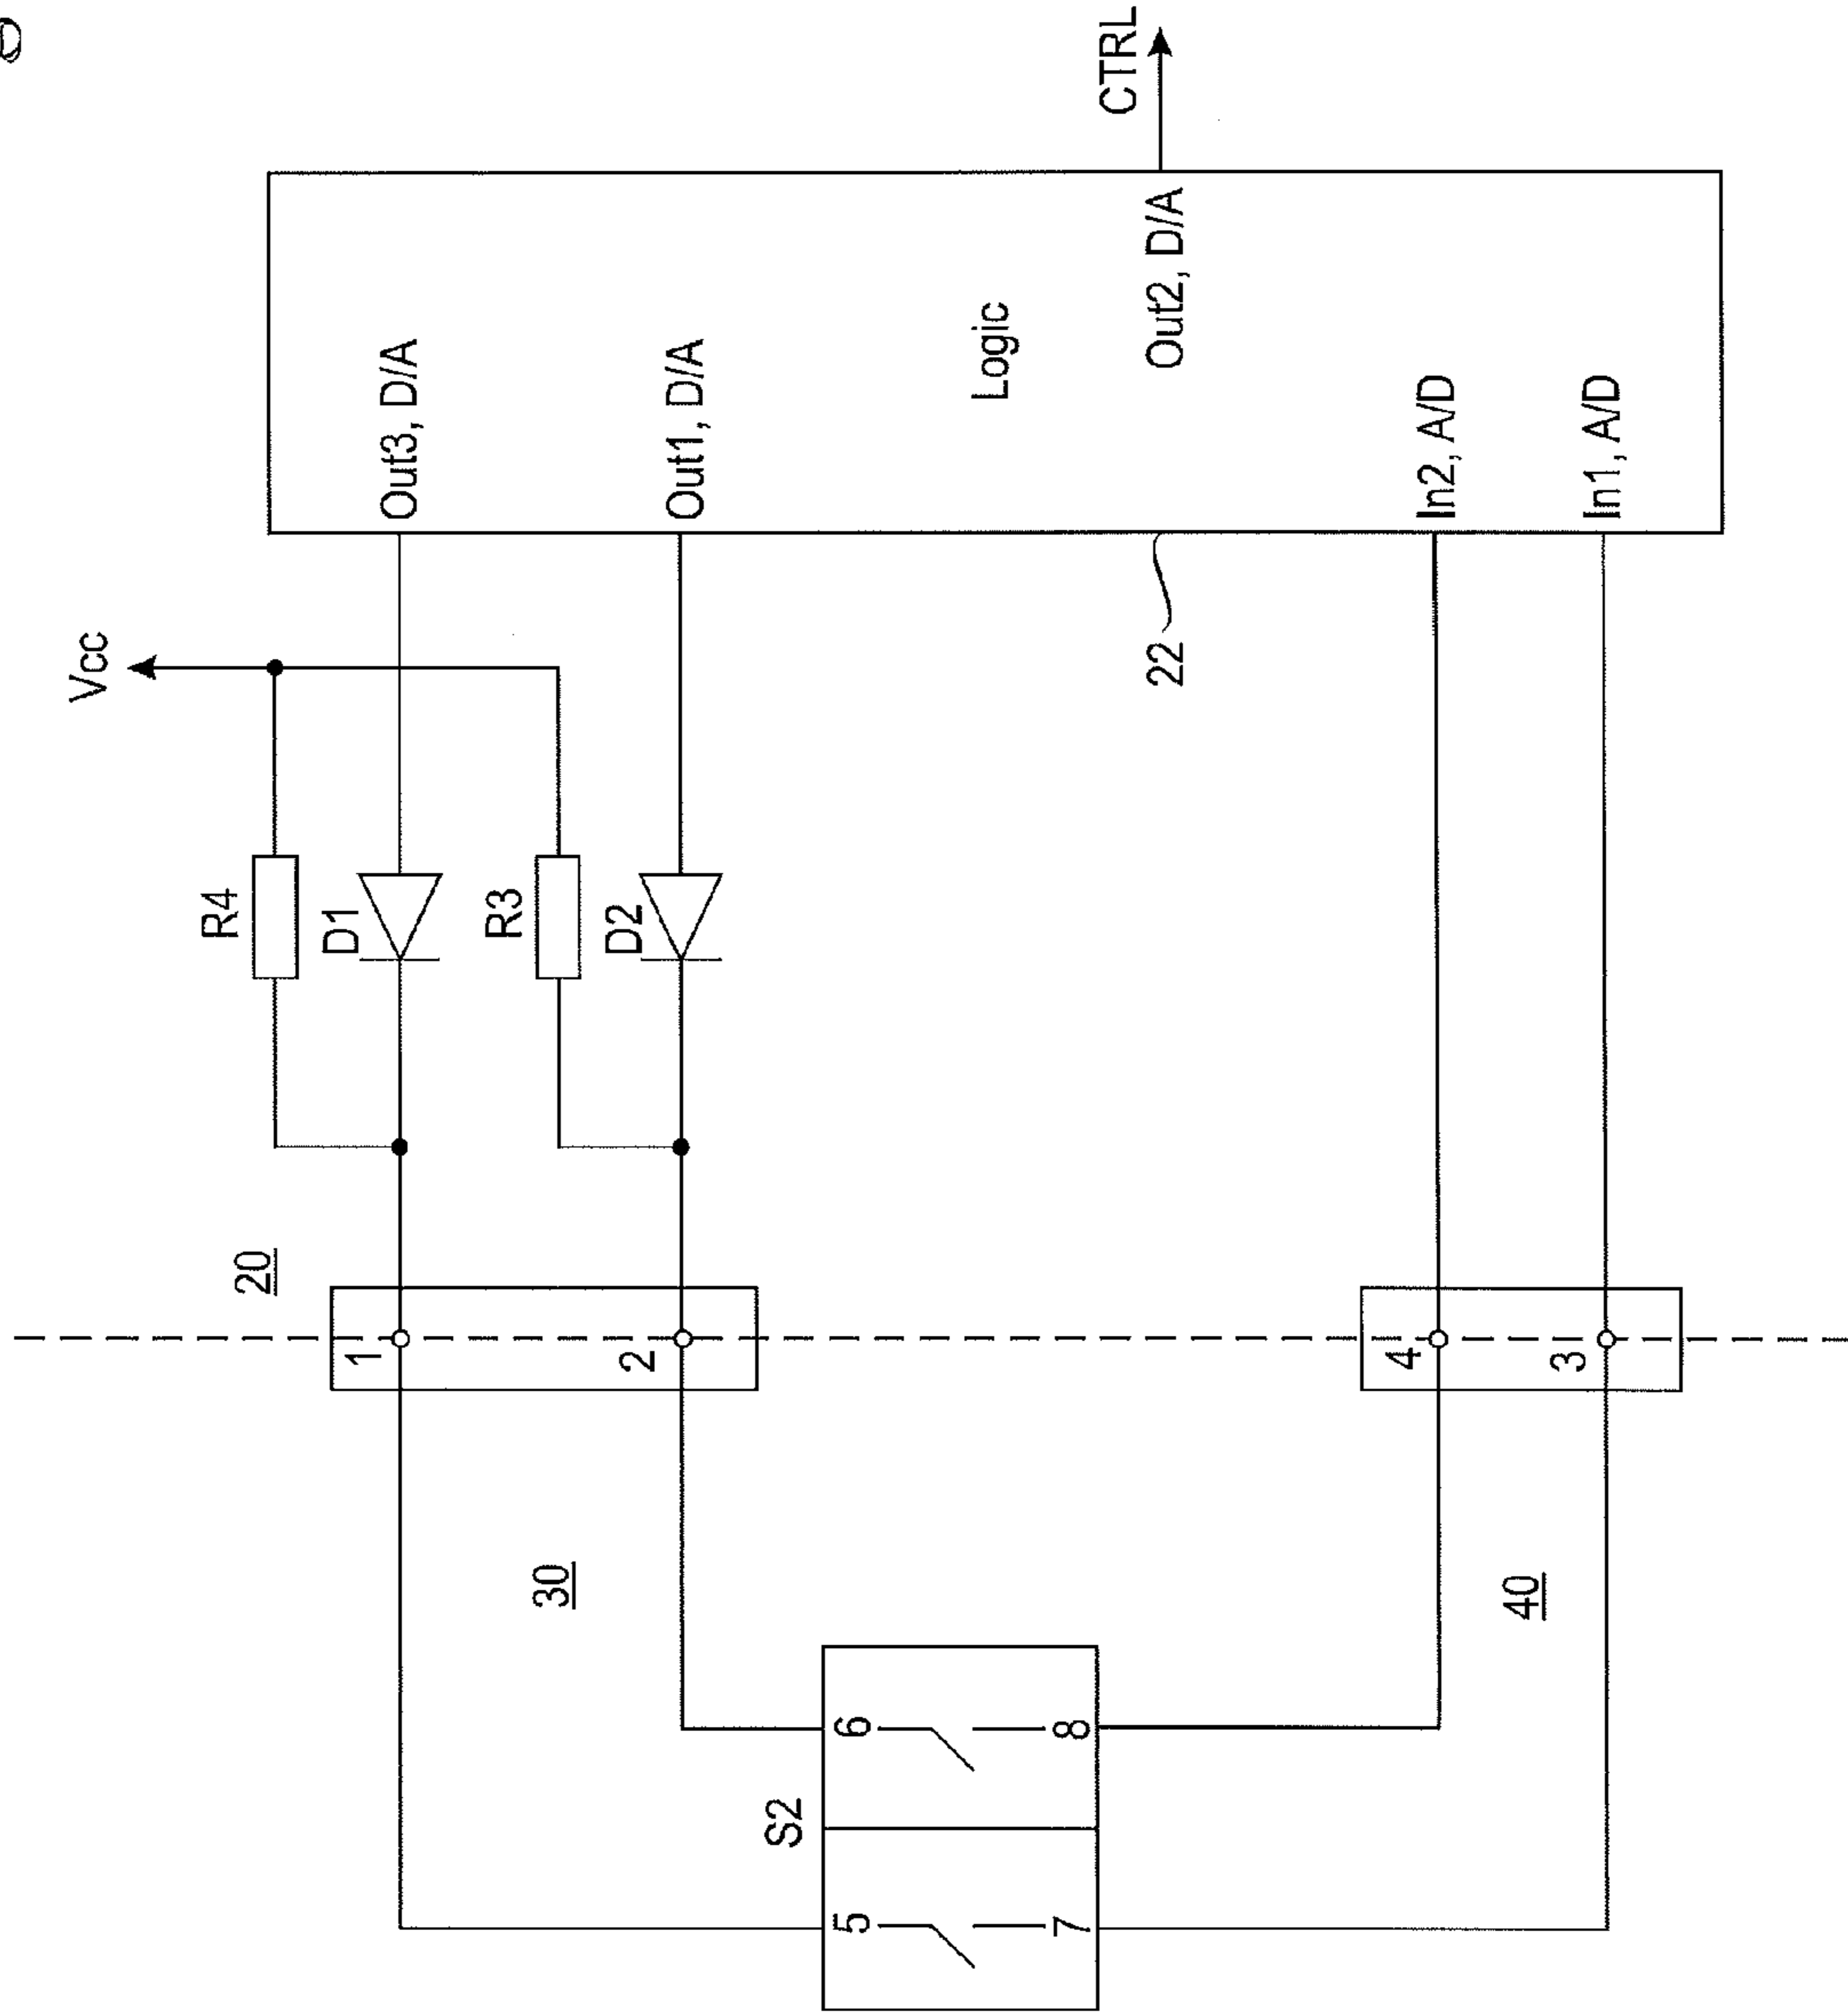 Vcc
R4
20
D1
1
Out3, D/A
R3
30
D2
2
Out1, D/A
S2
5
6
Logic
7
8
CTRL
22
Out2, D/A
4
In2, A/D
40
3
In1, A/D